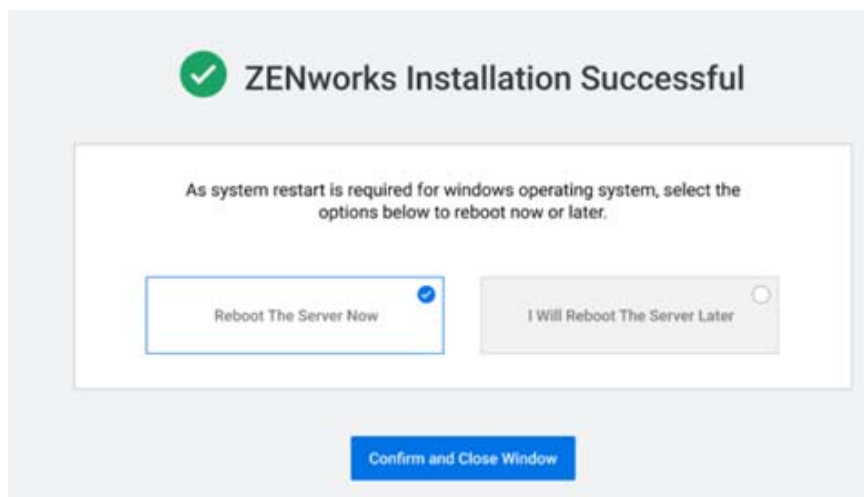 ZENworks Installation Successful
As system restart is required for windows operating system, select the
options below to reboot now or later.
Reboot The Server Now
I Will Reboot The Server Later
Confirm and Close Window